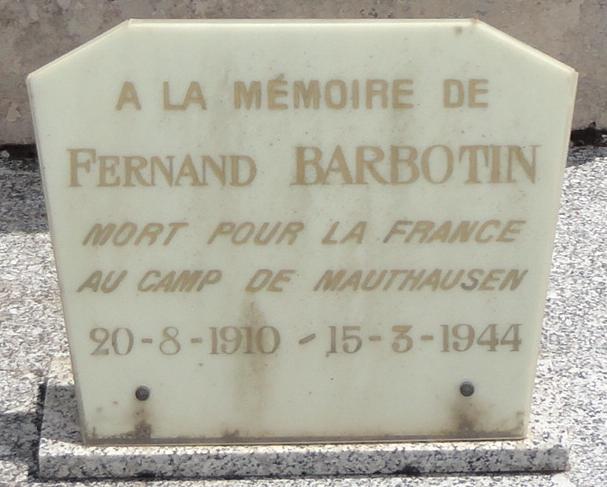 A LA MÉMOIRE DE
FERNAND BARBOTIN
MORT POUR LA FRANCE
AU CAMP DE MAUTHAUSEN
20-8-1910 - 15-3-1944